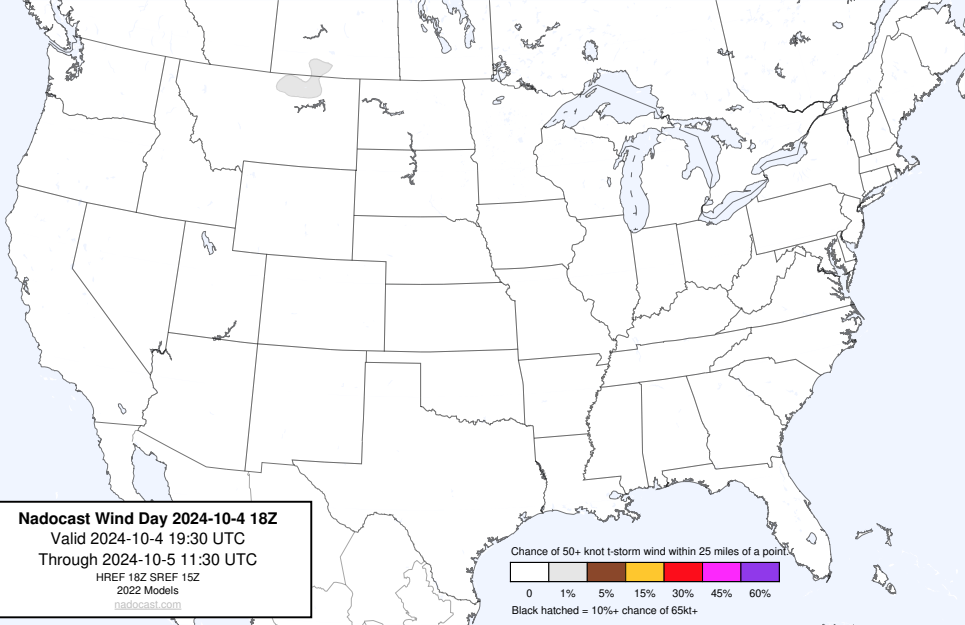 Nadocast Wind Day 2024-10-4 18Z
Valid 2024-10-4 19:30 UTC
Through 2024-10-5 11:30 UTC
HREF 18Z SREF 15Z
2022 Models
nadocast.com
Chance of 50+ knot t-storm wind within 25 miles of a point.
0 1% 5% 15% 30% 45% 60%
Black hatched = 10%+ chance of 65kt+